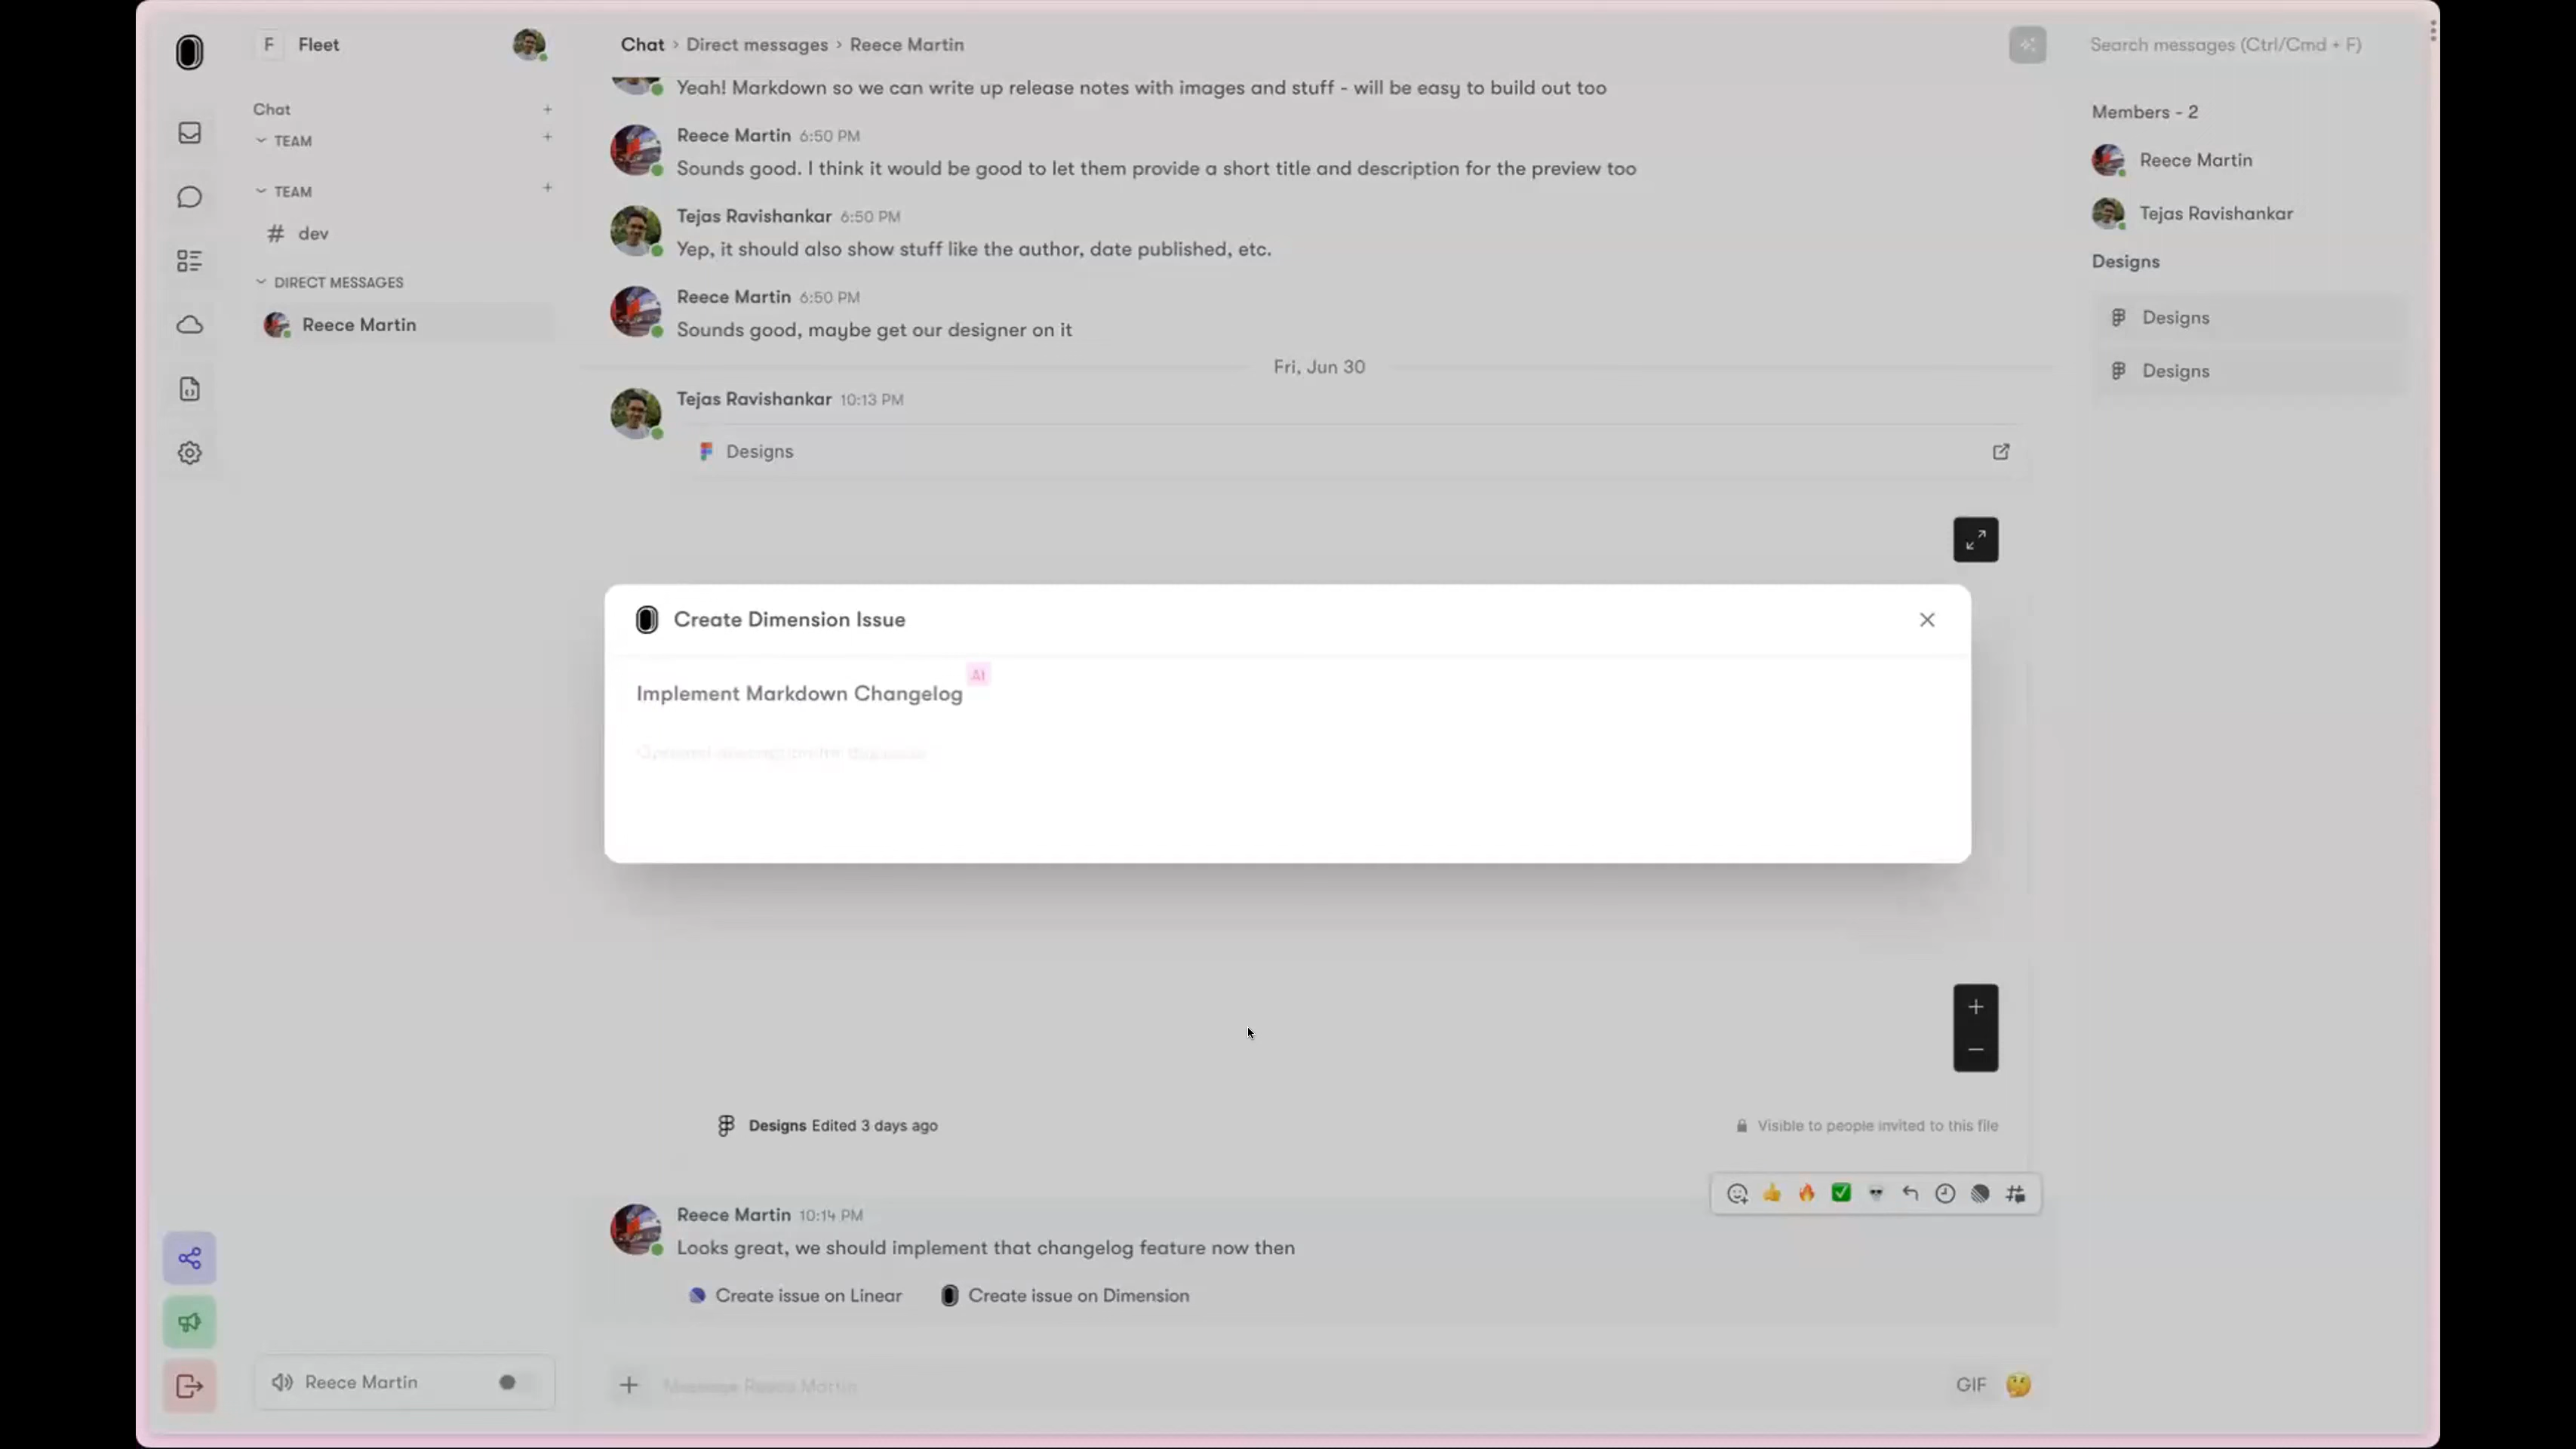 F Fleet
Chat
TEAM
TEAM
# dev
DIRECT MESSAGES
Reece Martin
Reece Martin
Chat > Direct messages > Reece Martin
Yeah! Markdown so we can write up release notes with images and stuff - will be easy to build out too
Reece Martin 6:50 PM
Sounds good. I think it would be good to let them provide a short title and description for the preview too
Tejas Ravishankar 6:50 PM
Yep, it should also show stuff like the author, date published, etc.
Reece Martin 6:50 PM
Sounds good, maybe get our designer on it
Fri, Jun 30
Tejas Ravishankar 10:13 PM
Designs
Create Dimension Issue
Implement Markdown Changelog AI
Designs Edited 3 days ago
Visible to people invited to this file
Reece Martin 10:14 PM
Looks great, we should implement that changelog feature now then
Create issue on Linear
Create issue on Dimension
Message Reece Martin
GIF
Search messages (Ctrl/Cmd + F)
Members - 2
Reece Martin
Tejas Ravishankar
Designs
Designs
Designs